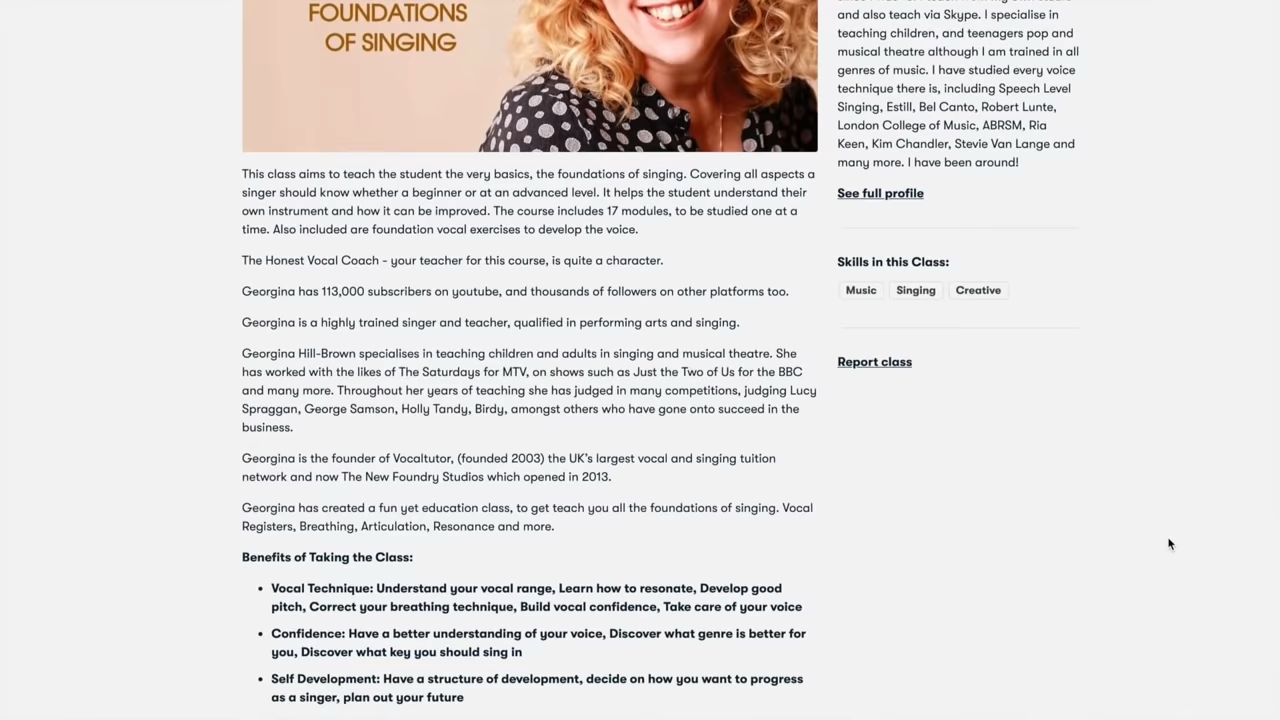 FOUNDATIONS
OF SINGING
This class aims to teach the student the very basics, the foundations of singing. Covering all aspects a
singer should know whether a beginner or at an advanced level. It helps the student understand their
own instrument and how it can be improved. The course includes 17 modules, to be studied one at a
time. Also included are foundation vocal exercises to develop the voice.
The Honest Vocal Coach - your teacher for this course, is quite a character.
Georgina has 113,000 subscribers on youtube, and thousands of followers on other platforms too.
Georgina is a highly trained singer and teacher, qualified in performing arts and singing.
Georgina Hill-Brown specialises in teaching children and adults in singing and musical theatre. She
has worked with the likes of The Saturdays for MTV, on shows such as Just the Two of Us for the BBC
and many more. Throughout her years of teaching she has judged in many competitions, judging Lucy
Spraggan, George Samson, Holly Tandy, Birdy, amongst others who have gone onto succeed in the
business.
Georgina is the founder of Vocaltutor, (founded 2003) the UK's largest vocal and singing tuition
network and now The New Foundry Studios which opened in 2013.
Georgina has created a fun yet education class, to get teach you all the foundations of singing. Vocal
Registers, Breathing, Articulation, Resonance and more.
Benefits of Taking the Class:
• Vocal Technique: Understand your vocal range, Learn how to resonate, Develop good
pitch, Correct your breathing technique, Build vocal confidence, Take care of your voice
• Confidence: Have a better understanding of your voice, Discover what genre is better for
you, Discover what key you should sing in
• Self Development: Have a structure of development, decide on how you want to progress
as a singer, plan out your future
and also teach via Skype. I specialise in
teaching children, and teenagers pop and
musical theatre although I am trained in all
genres of music. I have studied every voice
technique there is, including Speech Level
Singing, Estill, Bel Canto, Robert Lunte,
London College of Music, ABRSM, Ria
Keen, Kim Chandler, Stevie Van Lange and
many more. I have been around!
See full profile
Skills in this Class:
Music Singing Creative
Report class